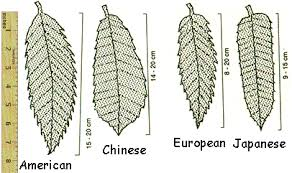 1
2
3
4
5
6
7
8
15 - 20 cm
14 - 20 cm
8 - 20 cm
9 - 15 cm
American
Chinese
European
Japanese